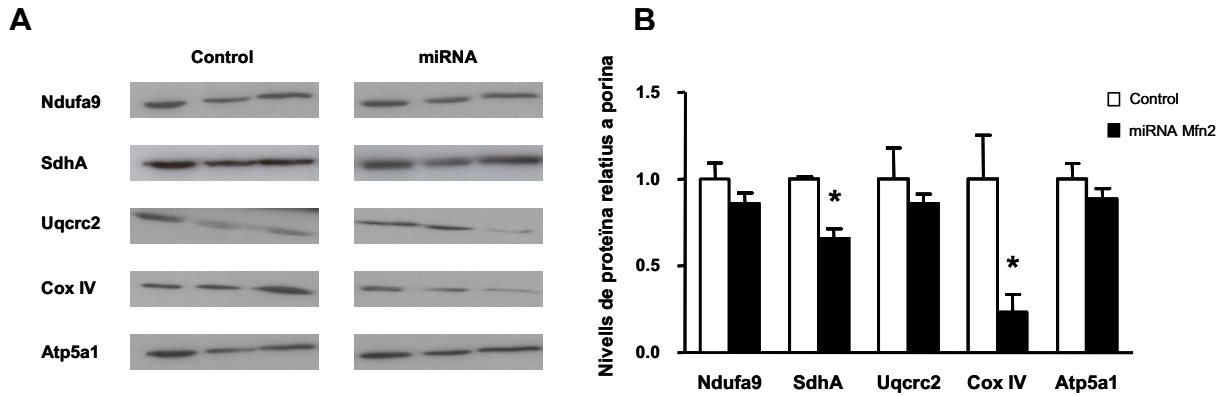 A
Control
miRNA
Ndufa9
SdhA
Uqcrc2
Cox IV
Atp5a1
B
Nivells de proteïna relatius a porina
1.5
1.0
0.5
0.0
Control
miRNA Mfn2
*
*
Ndufa9
SdhA
Uqcrc2
Cox IV
Atp5a1